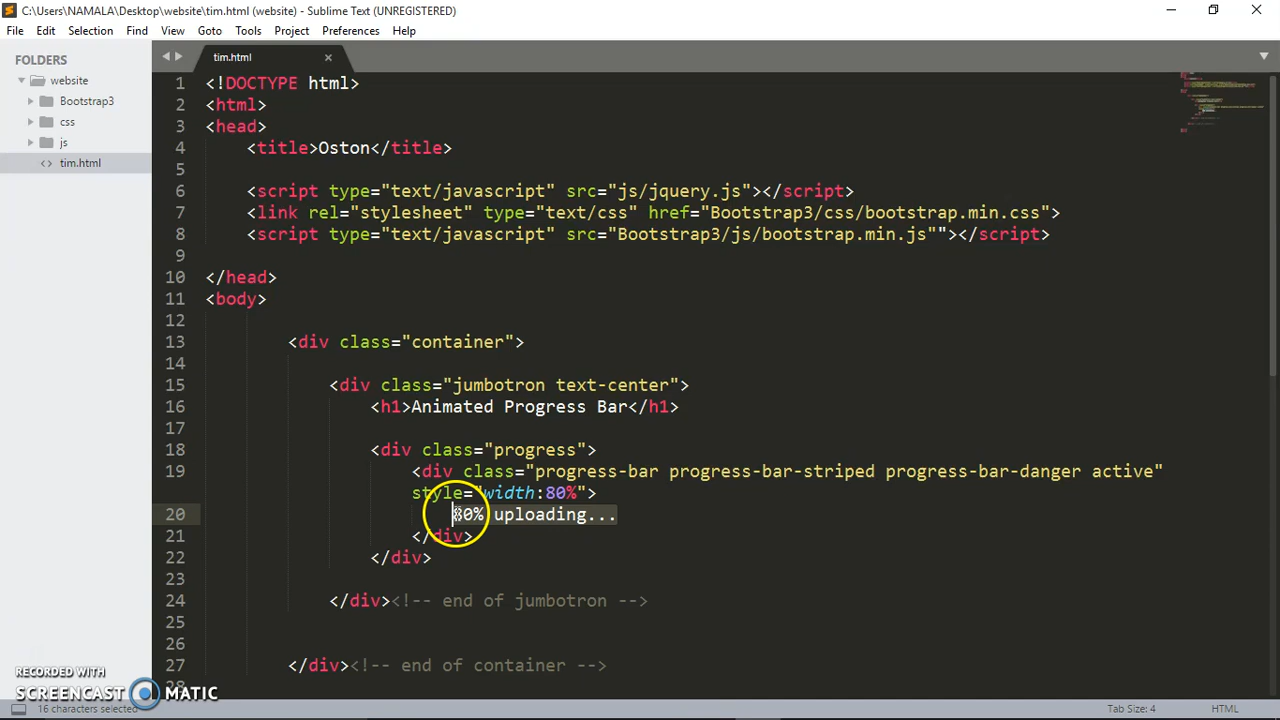 C:\Users\NAMALA\Desktop\website\tim.html (website) - Sublime Text (UNREGISTERED)
File Edit Selection Find View Goto Tools Project Preferences Help
FOLDERS
website
Bootstrap3
css
js
<> tim.html
tim.html ×
1 <!DOCTYPE html>
2 <html>
3 <head>
4 <title>Oston</title>
5
6 <script type="text/javascript" src="js/jquery.js"></script>
7 <link rel="stylesheet" type="text/css" href="Bootstrap3/css/bootstrap.min.css">
8 <script type="text/javascript" src="Bootstrap3/js/bootstrap.min.js""></script>
9
10 </head>
11 <body>
12
13 <div class="container">
14
15 <div class="jumbotron text-center">
16 <h1>Animated Progress Bar</h1>
17
18 <div class="progress">
19 <div class="progress-bar progress-bar-striped progress-bar-danger active"
style="width:80%">
20 80% uploading...
21 </div>
22 </div>
23
24 </div><!-- end of jumbotron -->
25
26
27 </div><!-- end of container -->
28
RECORDED WITH
SCREENCAST MATIC
16 characters selected
Tab Size: 4
HTML